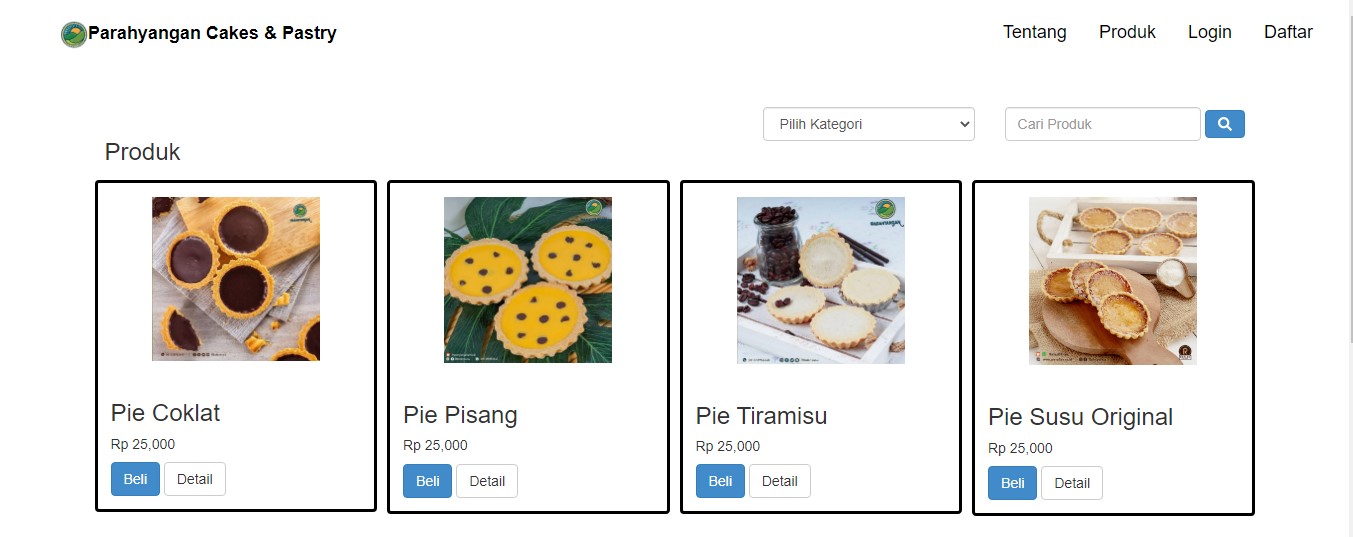 Parahyangan Cakes & Pastry
Tentang Produk Login Daftar
Pilih Kategori
Cari Produk
Produk
Pie Coklat
Rp 25,000
Beli Detail
Pie Pisang
Rp 25,000
Beli Detail
Pie Tiramisu
Rp 25,000
Beli Detail
Pie Susu Original
Rp 25,000
Beli Detail